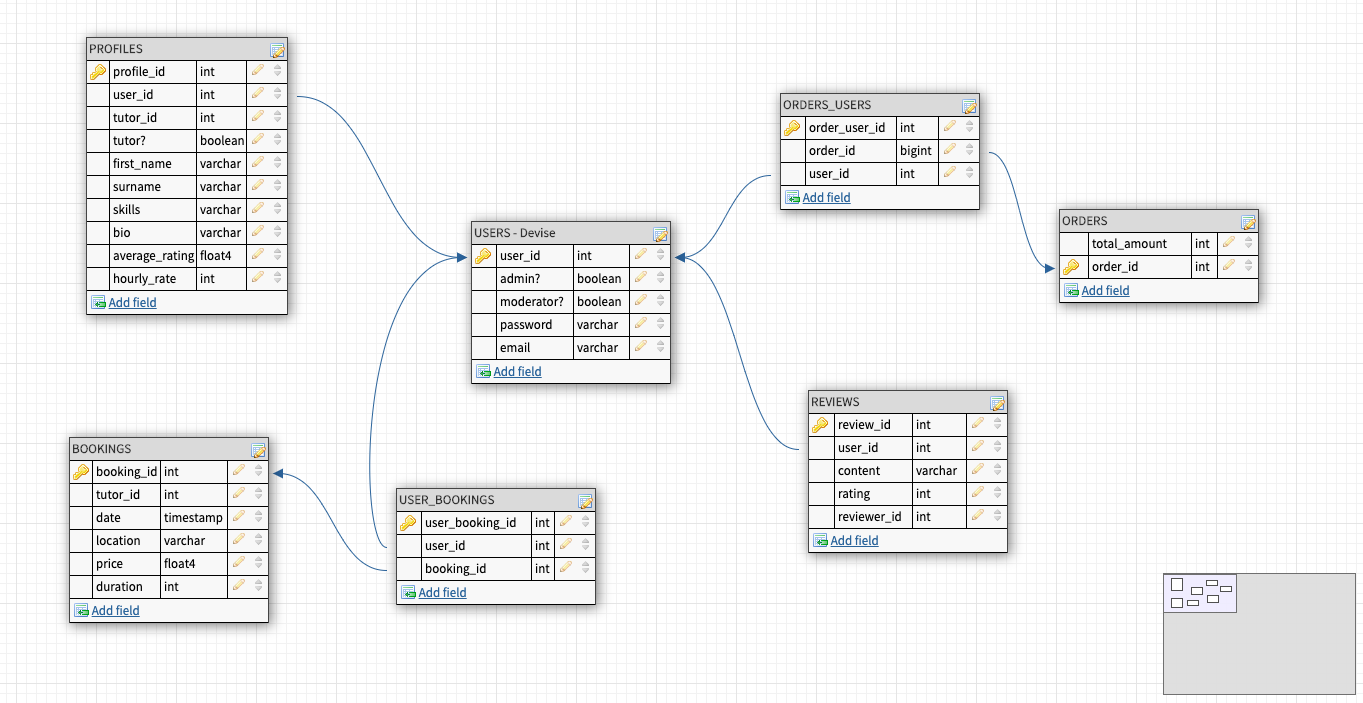 PROFILES
profile_id int
user_id int
tutor_id int
tutor? boolean
first_name varchar
surname varchar
skills varchar
bio varchar
average_rating float4
hourly_rate int
Add field
ORDERS_USERS
order_user_id int
order_id bigint
user_id int
Add field
USERS - Devise
user_id int
admin? boolean
moderator? boolean
password varchar
email varchar
Add field
ORDERS
total_amount int
order_id int
Add field
REVIEWS
review_id int
user_id int
content varchar
rating int
reviewer_id int
Add field
BOOKINGS
booking_id int
tutor_id int
date timestamp
location varchar
price float4
duration int
Add field
USER_BOOKINGS
user_booking_id int
user_id int
booking_id int
Add field